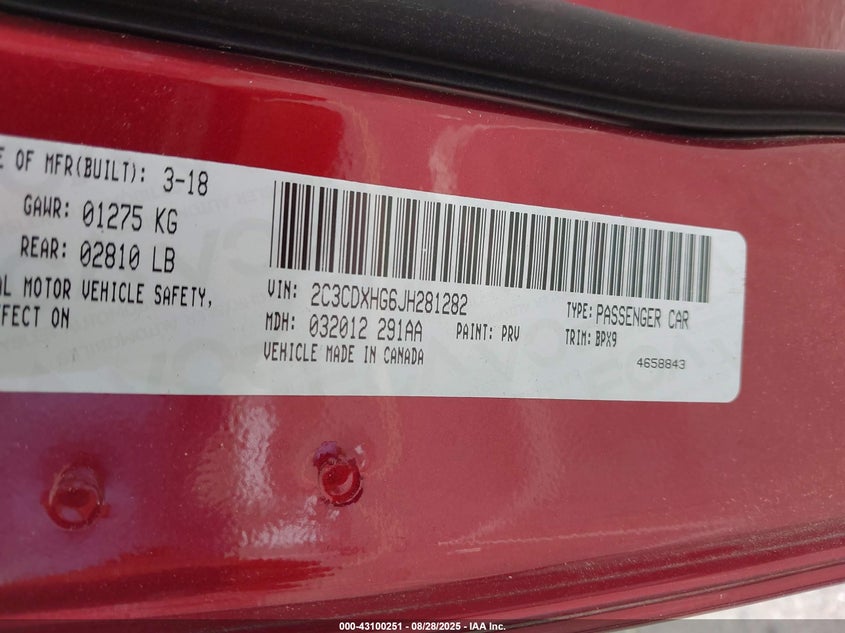 E OF MFR(BUILT): 3-18
GAWR: 01275 KG
REAR: 02810 LB
L MOTOR VEHICLE SAFETY,
FFECT ON
VIN: 2C3CDXHG6JH281282
TYPE: PASSENGER CAR
MDH: 032012 291AA PAINT: PRV TRIM: BPX9
VEHICLE MADE IN CANADA
4658843
000-43100251 | 08/28/2025 - IAA Inc.